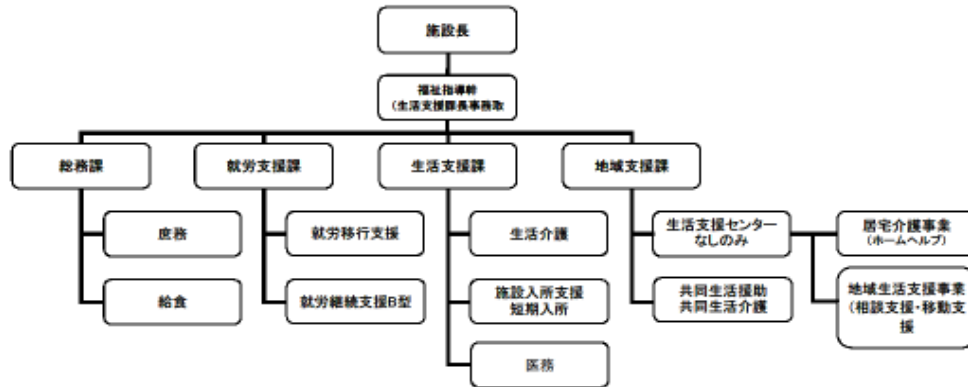 施設長
福祉指導幹
(生活支援課長事務取
総務課
就労支援課
生活支援課
地域支援課
庶務
就労移行支援
生活介護
生活支援センター
なしのみ
居宅介護事業
(ホームヘルプ)
給食
就労継続支援B型
施設入所支援
短期入所
共同生活援助
共同生活介護
地域生活支援事業
(相談支援・移動支
援
医務